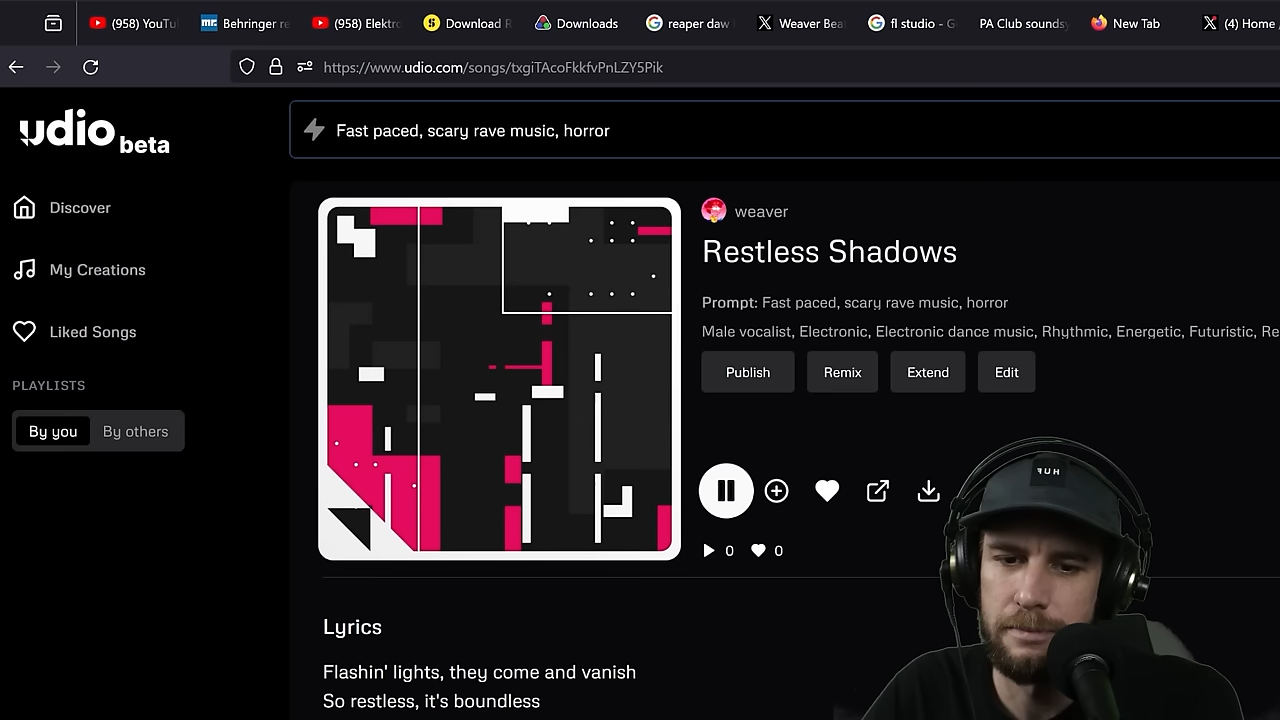 (958) YouTu
mr. Behringer re
(958) Elektro
Download R
Downloads
reaper daw
Weaver Bea
fl studio - G
PA Club sounds
New Tab
(4) Home /
https://www.udio.com/songs/txgiTAcoFkkfvPnLZY5Pik
udio beta
Fast paced, scary rave music, horror
Discover
My Creations
Liked Songs
PLAYLISTS
By you
By others
weaver
Restless Shadows
Prompt: Fast paced, scary rave music, horror
Male vocalist, Electronic, Electronic dance music, Rhythmic, Energetic, Futuristic, Re
Publish
Remix
Extend
Edit
HUF
0
0
Lyrics
Flashin' lights, they come and vanish
So restless, it's boundless